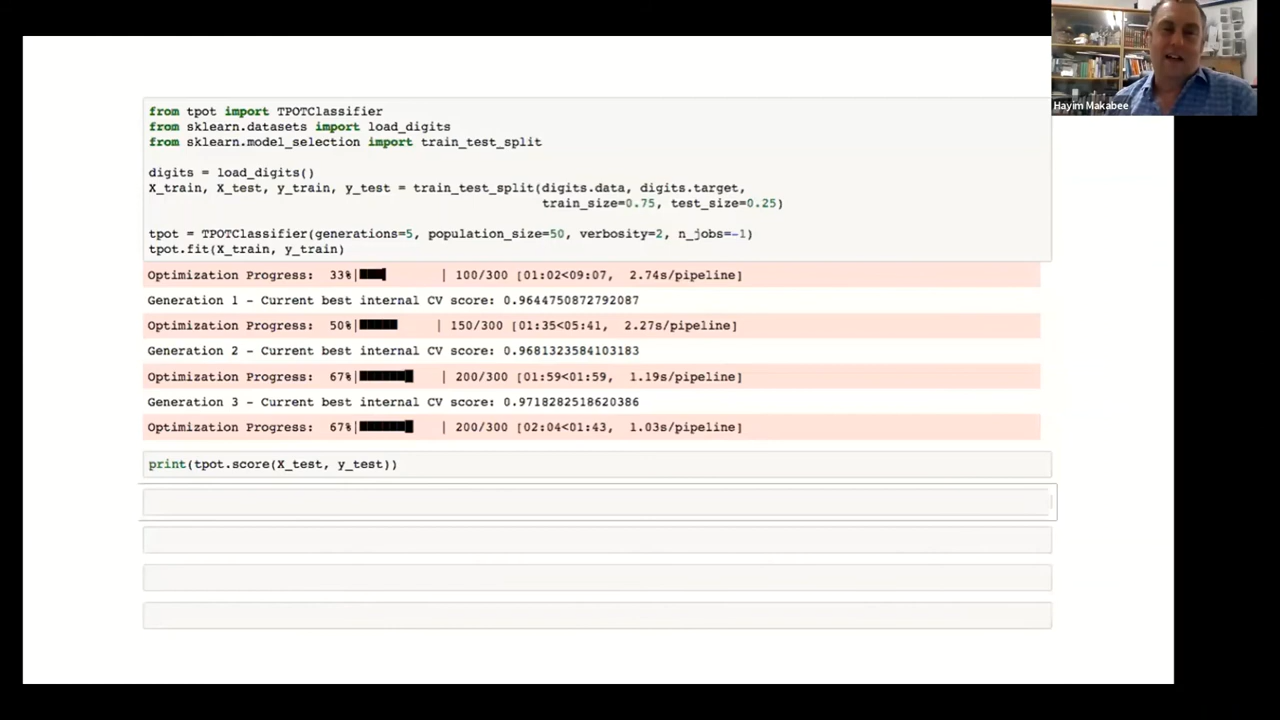 Hayim Makabee
from tpot import TPOTClassifier
from sklearn.datasets import load_digits
from sklearn.model_selection import train_test_split
digits = load_digits()
X_train, X_test, y_train, y_test = train_test_split(digits.data, digits.target,
train_size=0.75, test_size=0.25)
tpot = TPOTClassifier(generations=5, population_size=50, verbosity=2, n_jobs=-1)
tpot.fit(X_train, y_train)
Optimization Progress: 33%| | 100/300 [01:02<09:07, 2.74s/pipeline]
Generation 1 - Current best internal CV score: 0.9644750872792087
Optimization Progress: 50%| | 150/300 [01:35<05:41, 2.27s/pipeline]
Generation 2 - Current best internal CV score: 0.9681323584103183
Optimization Progress: 67%| | 200/300 [01:59<01:59, 1.19s/pipeline]
Generation 3 - Current best internal CV score: 0.9718282518620386
Optimization Progress: 67%| | 200/300 [02:04<01:43, 1.03s/pipeline]
print(tpot.score(X_test, y_test))